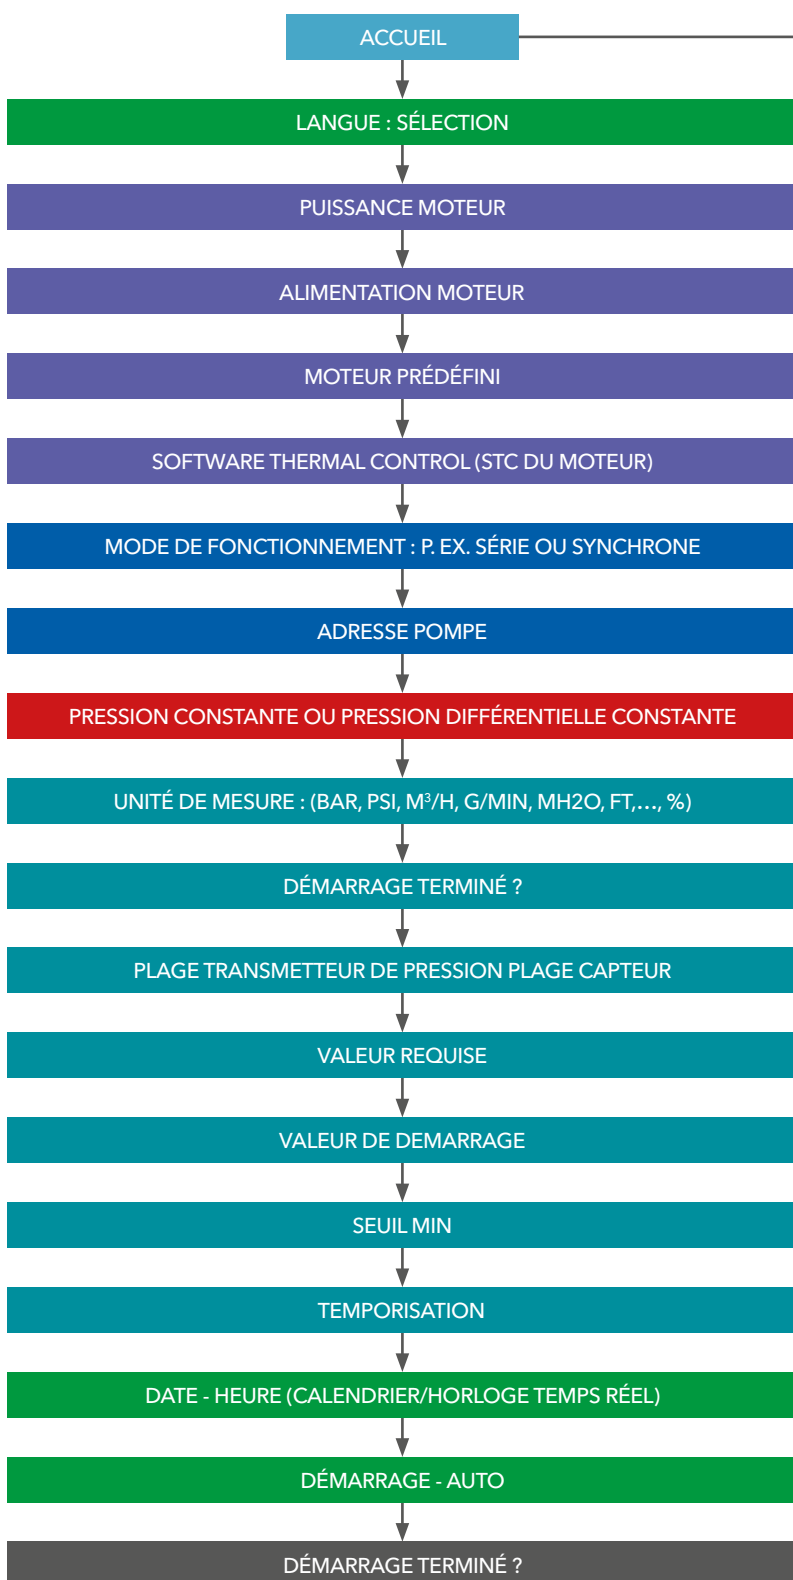 ACCUEIL
LANGUE : SÉLECTION
PUISSANCE MOTEUR
ALIMENTATION MOTEUR
MOTEUR PRÉDÉFINI
SOFTWARE THERMAL CONTROL (STC DU MOTEUR)
MODE DE FONCTIONNEMENT : P. EX. SÉRIE OU SYNCHRONE
ADRESSE POMPE
PRESSION CONSTANTE OU PRESSION DIFFÉRENTIELLE CONSTANTE
UNITÉ DE MESURE : (BAR, PSI, M³/H, G/MIN, MH2O, FT,…, %)
DÉMARRAGE TERMINÉ ?
PLAGE TRANSMETTEUR DE PRESSION PLAGE CAPTEUR
VALEUR REQUISE
VALEUR DE DEMARRAGE
SEUIL MIN
TEMPORISATION
DATE - HEURE (CALENDRIER/HORLOGE TEMPS RÉEL)
DÉMARRAGE - AUTO
DÉMARRAGE TERMINÉ ?